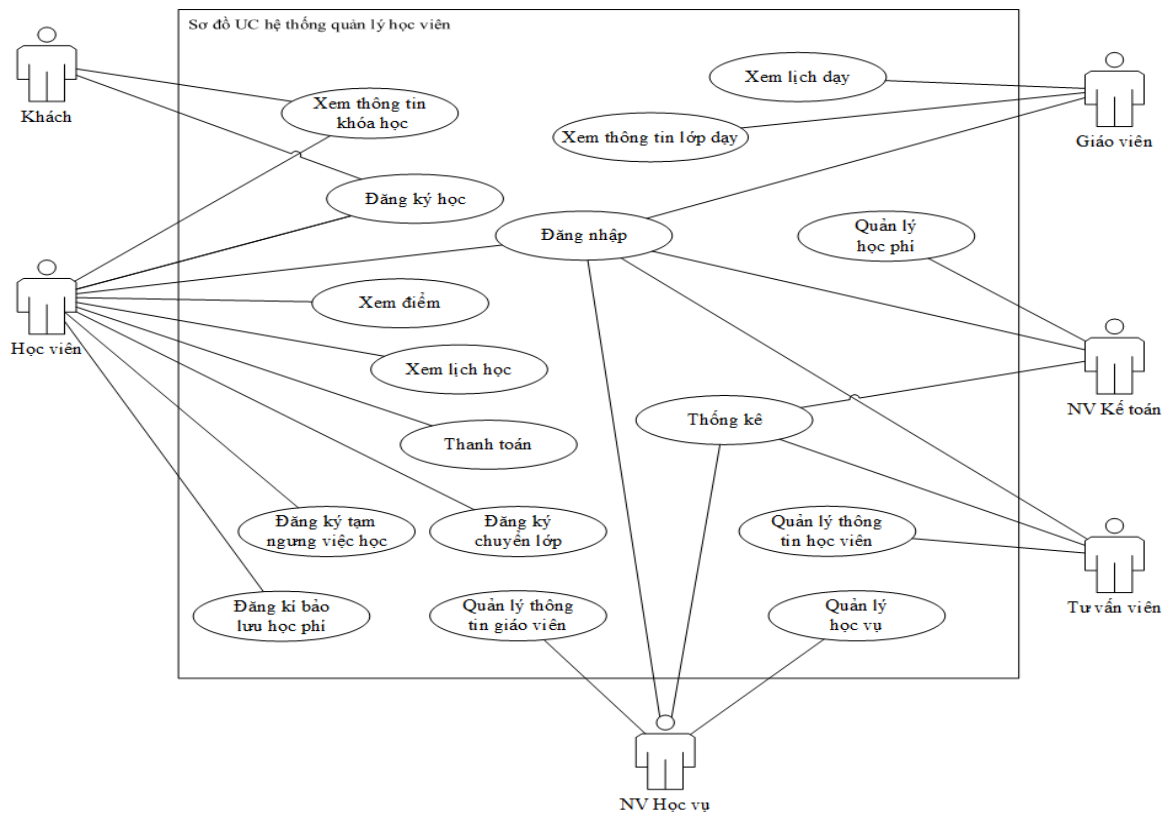 Sơ đồ UC hệ thống quản lý học viên
Khách
Xem thông tin
khóa học
Xem lịch dạy
Xem thông tin lớp dạy
Giáo viên
Đăng ký học
Đăng nhập
Quản lý
học phí
Học viên
Xem điểm
Xem lịch học
NV Kế toán
Thanh toán
Thống kê
Đăng ký tạm
ngưng việc học
Đăng ký
chuyển lớp
Quản lý thông
tin học viên
Tư vấn viên
Đăng kí bảo
lưu học phí
Quản lý thông
tin giáo viên
Quản lý
học vụ
NV Học vụ